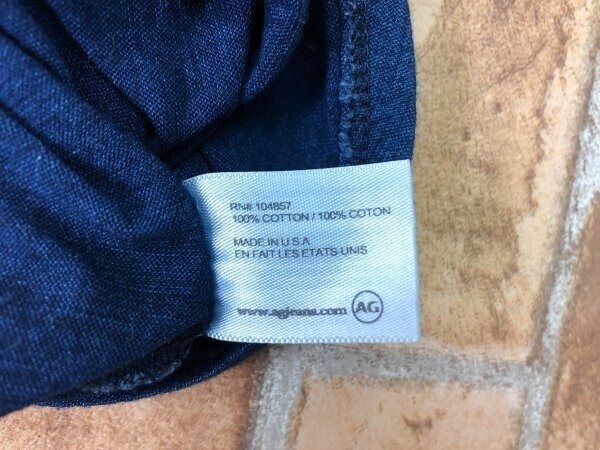 RN# 104857
100% COTTON / 100% COTON
MADE IN U.S.A
EN FAIT LES ETATS-UNIS
www.agjeans.com AG